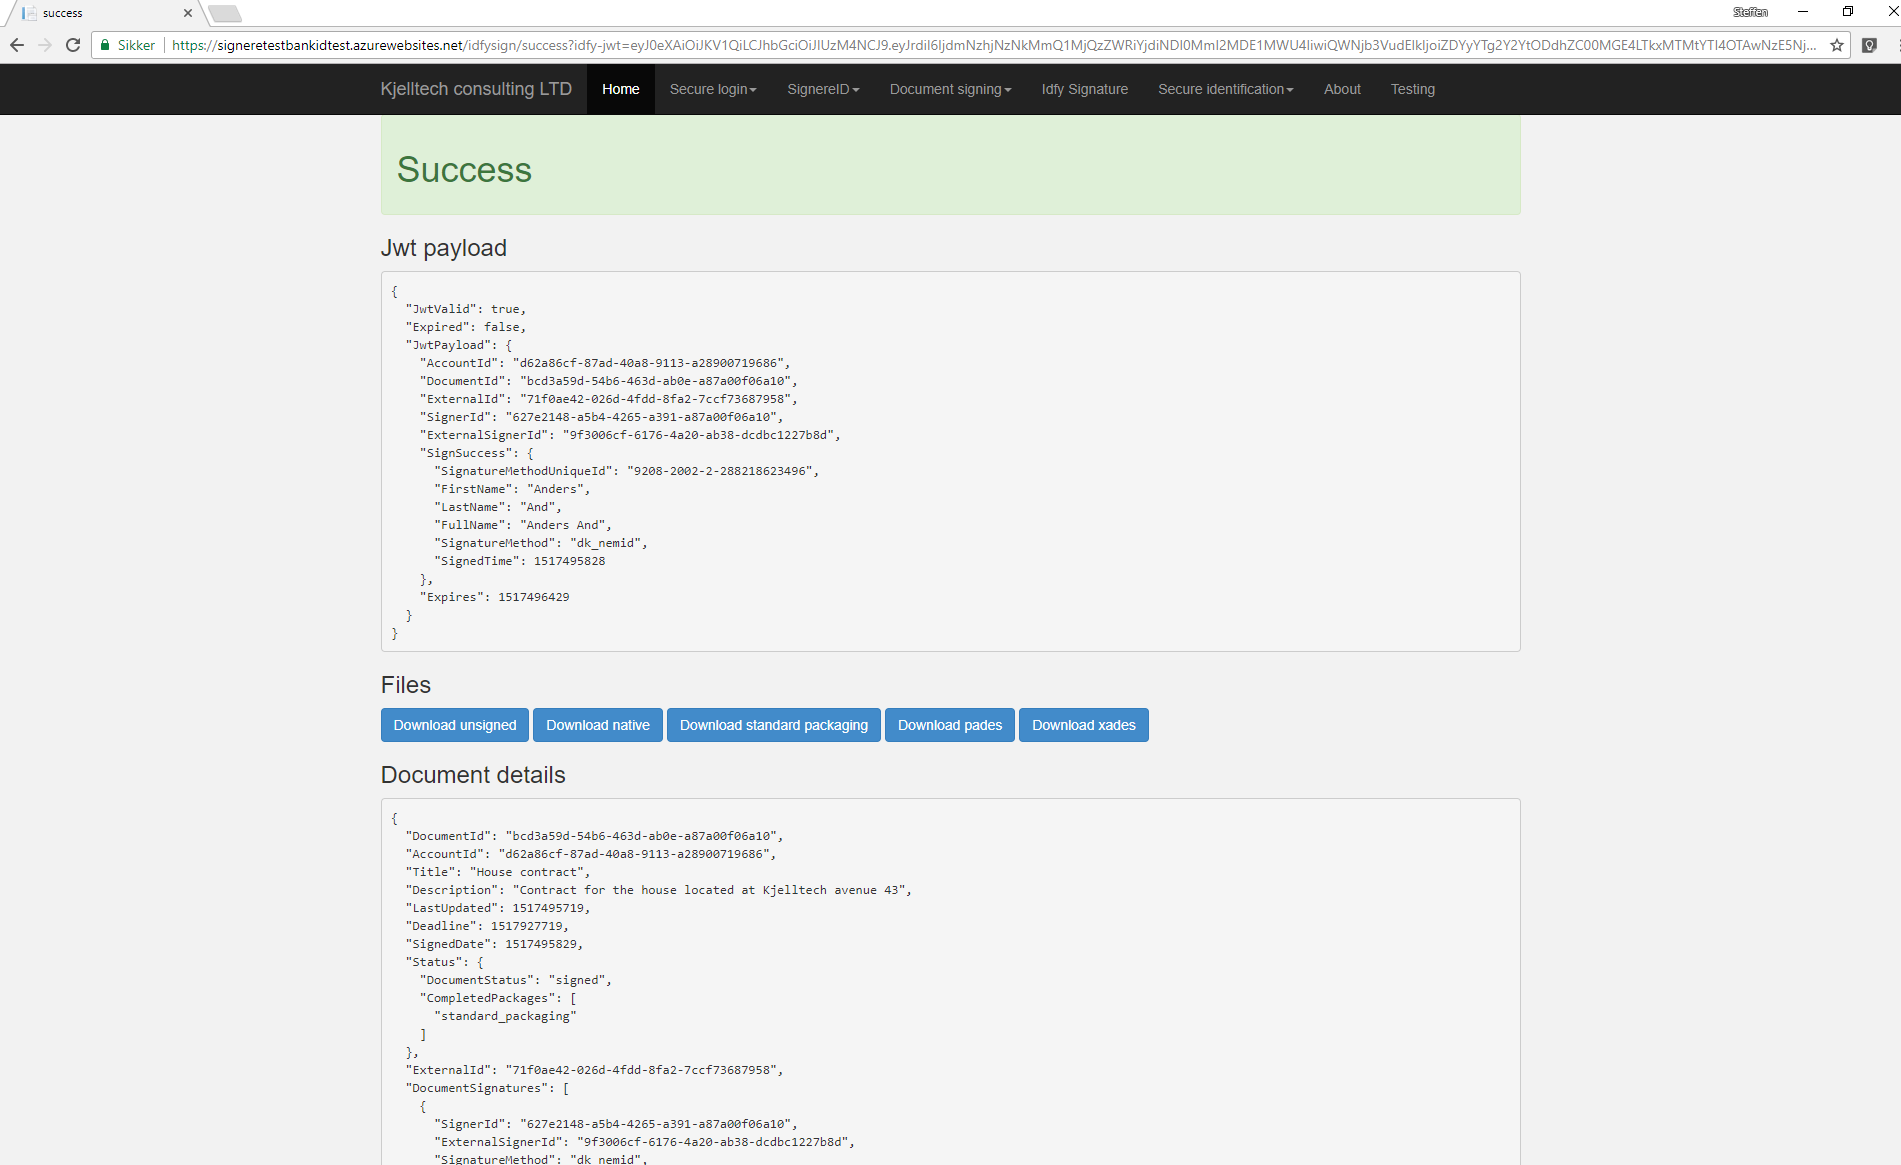 success
Steffen
Sikker
https://signeretestbankidtest.azurewebsites.net/idfysign/success?idfy-jwt=eyJ0eXAiOiJKV1QiLCJhbGciOiJIUzM4NCJ9.eyJrdiI6IjdmNzhjNzNkMmQ1MjQzZWRiYjdiNDI0MmI2MDE1MWU4IiwiQWNjb3VudElkIjoiZDYyYTg2Y2YtODdhZC00MGE4LTkxMTMtYTI4OTAwNzE5Nj...
Kjelltech consulting LTD Home Secure login SignereID Document signing Idfy Signature Secure identification About Testing
Success
Jwt payload
{
"JwtValid": true,
"Expired": false,
"JwtPayload": {
"AccountId": "d62a86cf-87ad-40a8-9113-a28900719686",
"DocumentId": "bcd3a59d-54b6-463d-ab0e-a87a00f06a10",
"ExternalId": "71f0ae42-026d-4fdd-8fa2-7ccf73687958",
"SignerId": "627e2148-a5b4-4265-a391-a87a00f06a10",
"ExternalSignerId": "9f3006cf-6176-4a20-ab38-dcdbc1227b8d",
"SignSuccess": {
"SignatureMethodUniqueId": "9208-2002-2-288218623496",
"FirstName": "Anders",
"LastName": "And",
"FullName": "Anders And",
"SignatureMethod": "dk_nemid",
"SignedTime": 1517495828
},
"Expires": 1517496429
}
}
Files
Download unsigned Download native Download standard packaging Download pades Download xades
Document details
{
"DocumentId": "bcd3a59d-54b6-463d-ab0e-a87a00f06a10",
"AccountId": "d62a86cf-87ad-40a8-9113-a28900719686",
"Title": "House contract",
"Description": "Contract for the house located at Kjelltech avenue 43",
"LastUpdated": 1517495719,
"Deadline": 1517927719,
"SignedDate": 1517495829,
"Status": {
"DocumentStatus": "signed",
"CompletedPackages": [
"standard_packaging"
]
},
"ExternalId": "71f0ae42-026d-4fdd-8fa2-7ccf73687958",
"DocumentSignatures": [
{
"SignerId": "627e2148-a5b4-4265-a391-a87a00f06a10",
"ExternalSignerId": "9f3006cf-6176-4a20-ab38-dcdbc1227b8d",
"SignatureMethod": "dk_nemid",